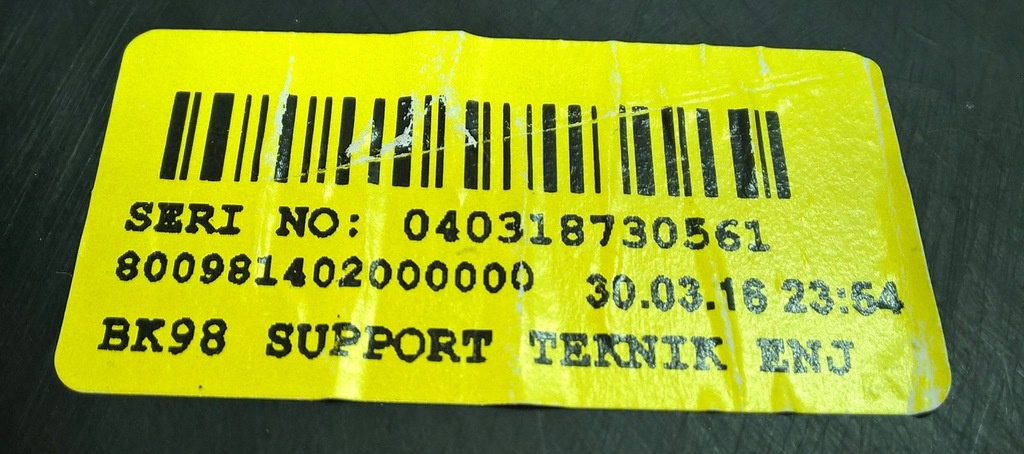 SERI NO: 040318730561
800981402000000 30.03.16 23:54
BK98 SUPPORT TEKNIK ENJ